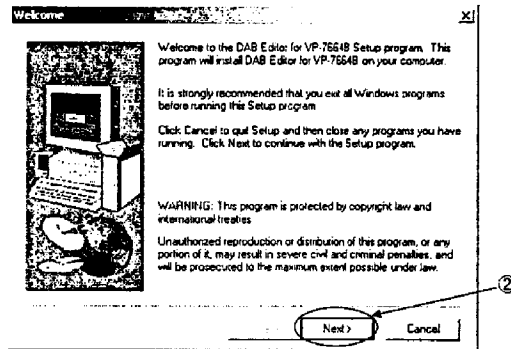 Welcome
Welcome to the DAB Editor for VP-7664B Setup program. This
program will install DAB Editor for VP-7664B on your computer.
It is strongly recommended that you exit all Windows programs
before running this Setup program
Click Cancel to quit Setup and then close any programs you have
running. Click Next to continue with the Setup program.
WARNING: This program is protected by copyright law and
international treaties
Unauthorized reproduction or distribution of this program, or any
portion of it, may result in severe civil and criminal penalties, and
will be prosecuted to the maximum extent possible under law.
②
Next >
Cancel